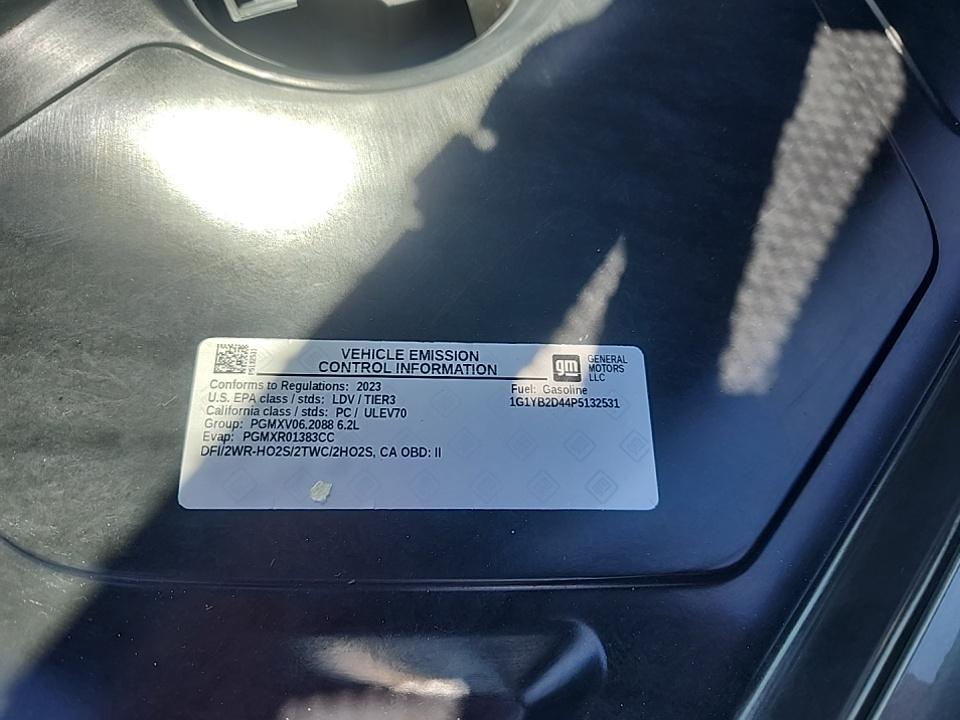 VEHICLE EMISSION
CONTROL INFORMATION
gm GENERAL
MOTORS
LLC
Conforms to Regulations: 2023
Fuel: Gasoline
U.S. EPA class / stds: LDV / TIER3
1G1YB2D44P5132531
California class / stds: PC / ULEV70
Group: PGMXV06.2088 6.2L
Evap: PGMXR01383CC
DFI/2WR-HO2S/2TWC/2HO2S, CA OBD: II